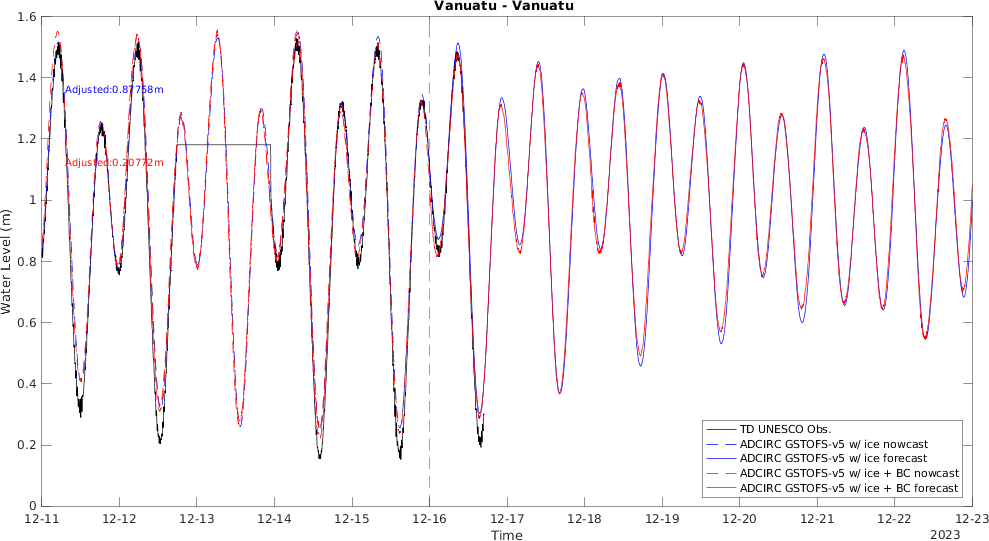 Vanuatu - Vanuatu
1.6
1.4
1.2
1
0.8
0.6
0.4
0.2
0
Water Level (m)
Adjusted:0.87758m
Adjusted:0.20772m
TD UNESCO Obs.
ADCIRC GSTOFS-v5 w/ ice nowcast
ADCIRC GSTOFS-v5 w/ ice forecast
ADCIRC GSTOFS-v5 w/ ice + BC nowcast
ADCIRC GSTOFS-v5 w/ ice + BC forecast
12-11 12-12 12-13 12-14 12-15 12-16 12-17 12-18 12-19 12-20 12-21 12-22 12-23
Time
2023